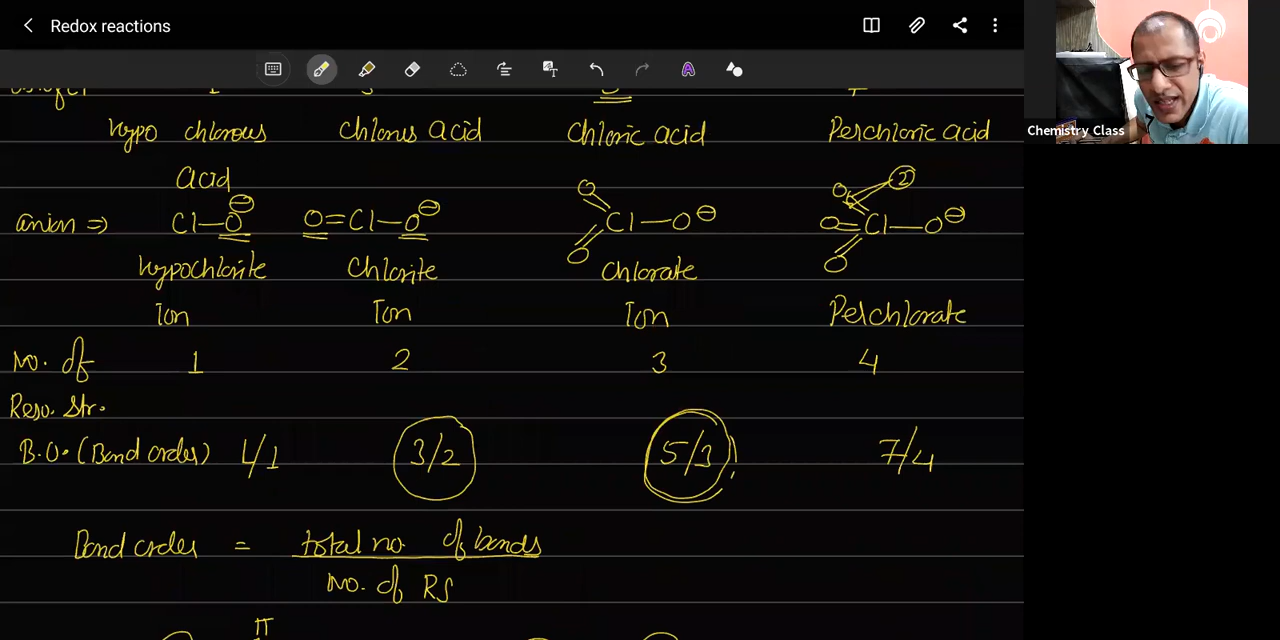 Redox reactions
Chemistry Class
hypo chlorous chlorus acid Chloric acid Perchloric acid
Acid
anion ⇒ Cl—O⊖ O=Cl—O⊖ O Cl—O⊖ O O O Cl—O⊖ O 2
hypochlorite Chlorite Chlorate
Ion Ion Ion Perchlorate
No. of 1 2 3 4
Reso. Str.
B.O. (Bond order) 1/1 3/2 5/3 7/4
Bond order = total no. of bonds
No. of RS
π